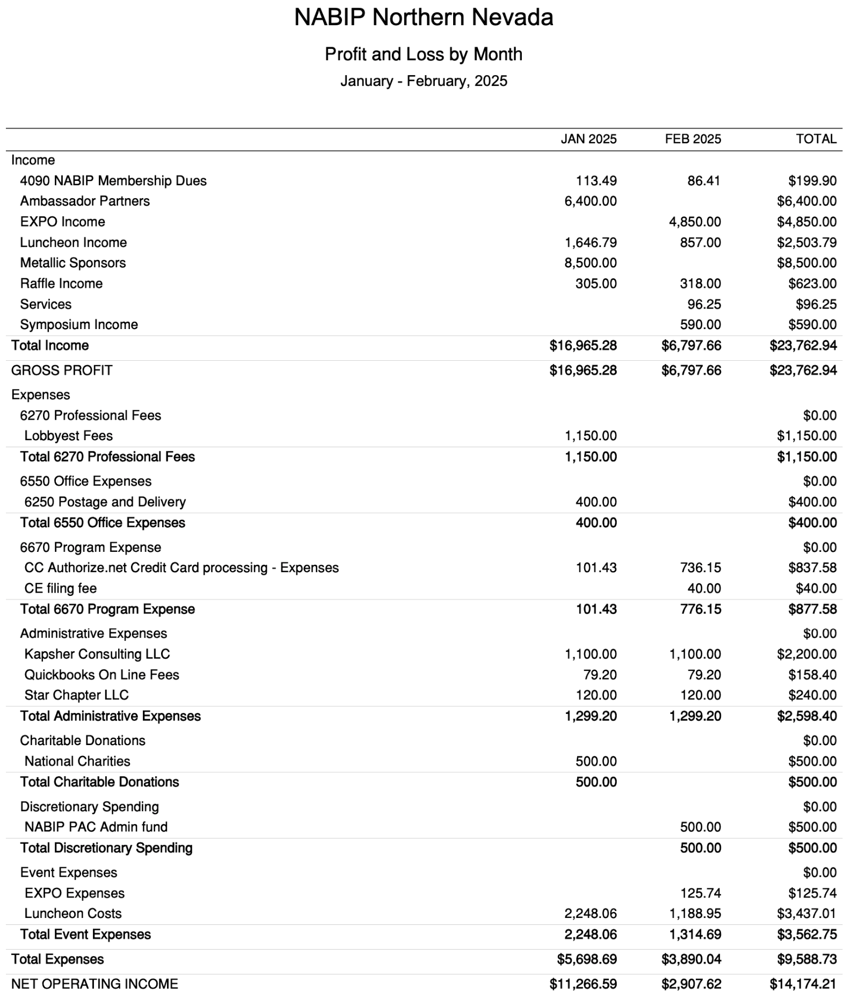 NABIP Northern Nevada
Profit and Loss by Month
January - February, 2025
JAN 2025 FEB 2025 TOTAL
Income
4090 NABIP Membership Dues 113.49 86.41 $199.90
Ambassador Partners 6,400.00 $6,400.00
EXPO Income 4,850.00 $4,850.00
Luncheon Income 1,646.79 857.00 $2,503.79
Metallic Sponsors 8,500.00 $8,500.00
Raffle Income 305.00 318.00 $623.00
Services 96.25 $96.25
Symposium Income 590.00 $590.00
Total Income $16,965.28 $6,797.66 $23,762.94
GROSS PROFIT $16,965.28 $6,797.66 $23,762.94
Expenses
6270 Professional Fees $0.00
Lobbyest Fees 1,150.00 $1,150.00
Total 6270 Professional Fees 1,150.00 $1,150.00
6550 Office Expenses $0.00
6250 Postage and Delivery 400.00 $400.00
Total 6550 Office Expenses 400.00 $400.00
6670 Program Expense $0.00
CC Authorize.net Credit Card processing - Expenses 101.43 736.15 $837.58
CE filing fee 40.00 $40.00
Total 6670 Program Expense 101.43 776.15 $877.58
Administrative Expenses $0.00
Kapsher Consulting LLC 1,100.00 1,100.00 $2,200.00
Quickbooks On Line Fees 79.20 79.20 $158.40
Star Chapter LLC 120.00 120.00 $240.00
Total Administrative Expenses 1,299.20 1,299.20 $2,598.40
Charitable Donations $0.00
National Charities 500.00 $500.00
Total Charitable Donations 500.00 $500.00
Discretionary Spending $0.00
NABIP PAC Admin fund 500.00 $500.00
Total Discretionary Spending 500.00 $500.00
Event Expenses $0.00
EXPO Expenses 125.74 $125.74
Luncheon Costs 2,248.06 1,188.95 $3,437.01
Total Event Expenses 2,248.06 1,314.69 $3,562.75
Total Expenses $5,698.69 $3,890.04 $9,588.73
NET OPERATING INCOME $11,266.59 $2,907.62 $14,174.21